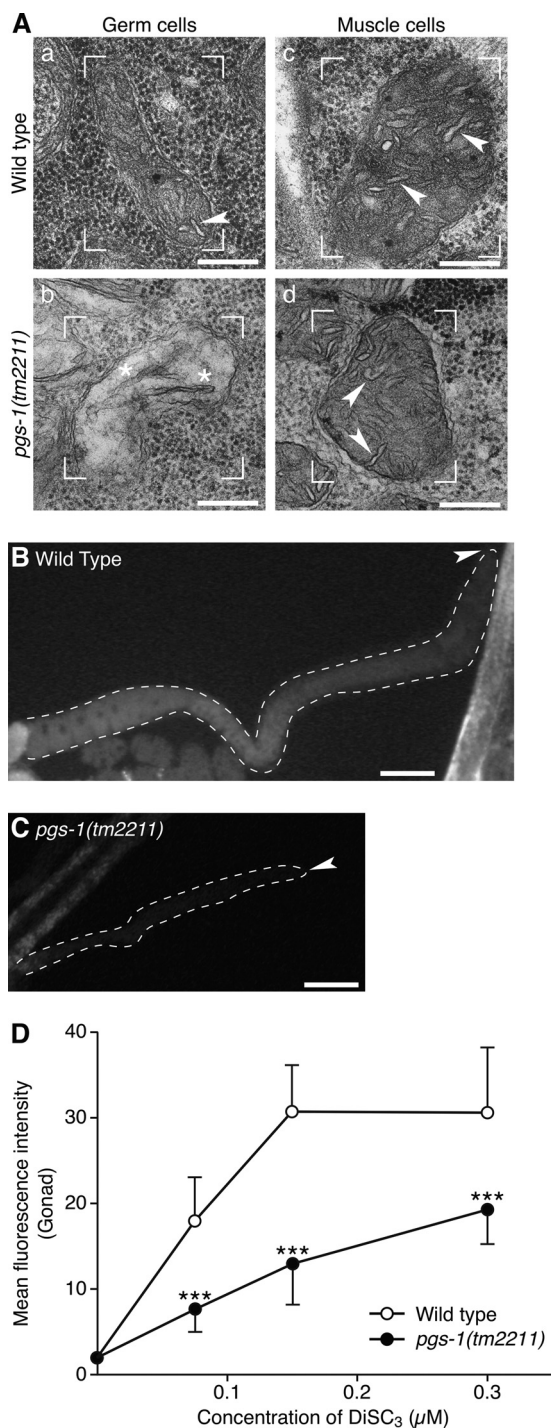 A
Germ cells
Muscle cells
Wild type
a
c
pgs-1(tm2211)
b
d
* *
B Wild Type
C pgs-1(tm2211)
D
Mean fluorescence intensity
(Gonad)
40
30
20
10
0
***
***
***
Wild type
pgs-1(tm2211)
0.1
0.2
0.3
Concentration of DiSC₃ (μM)